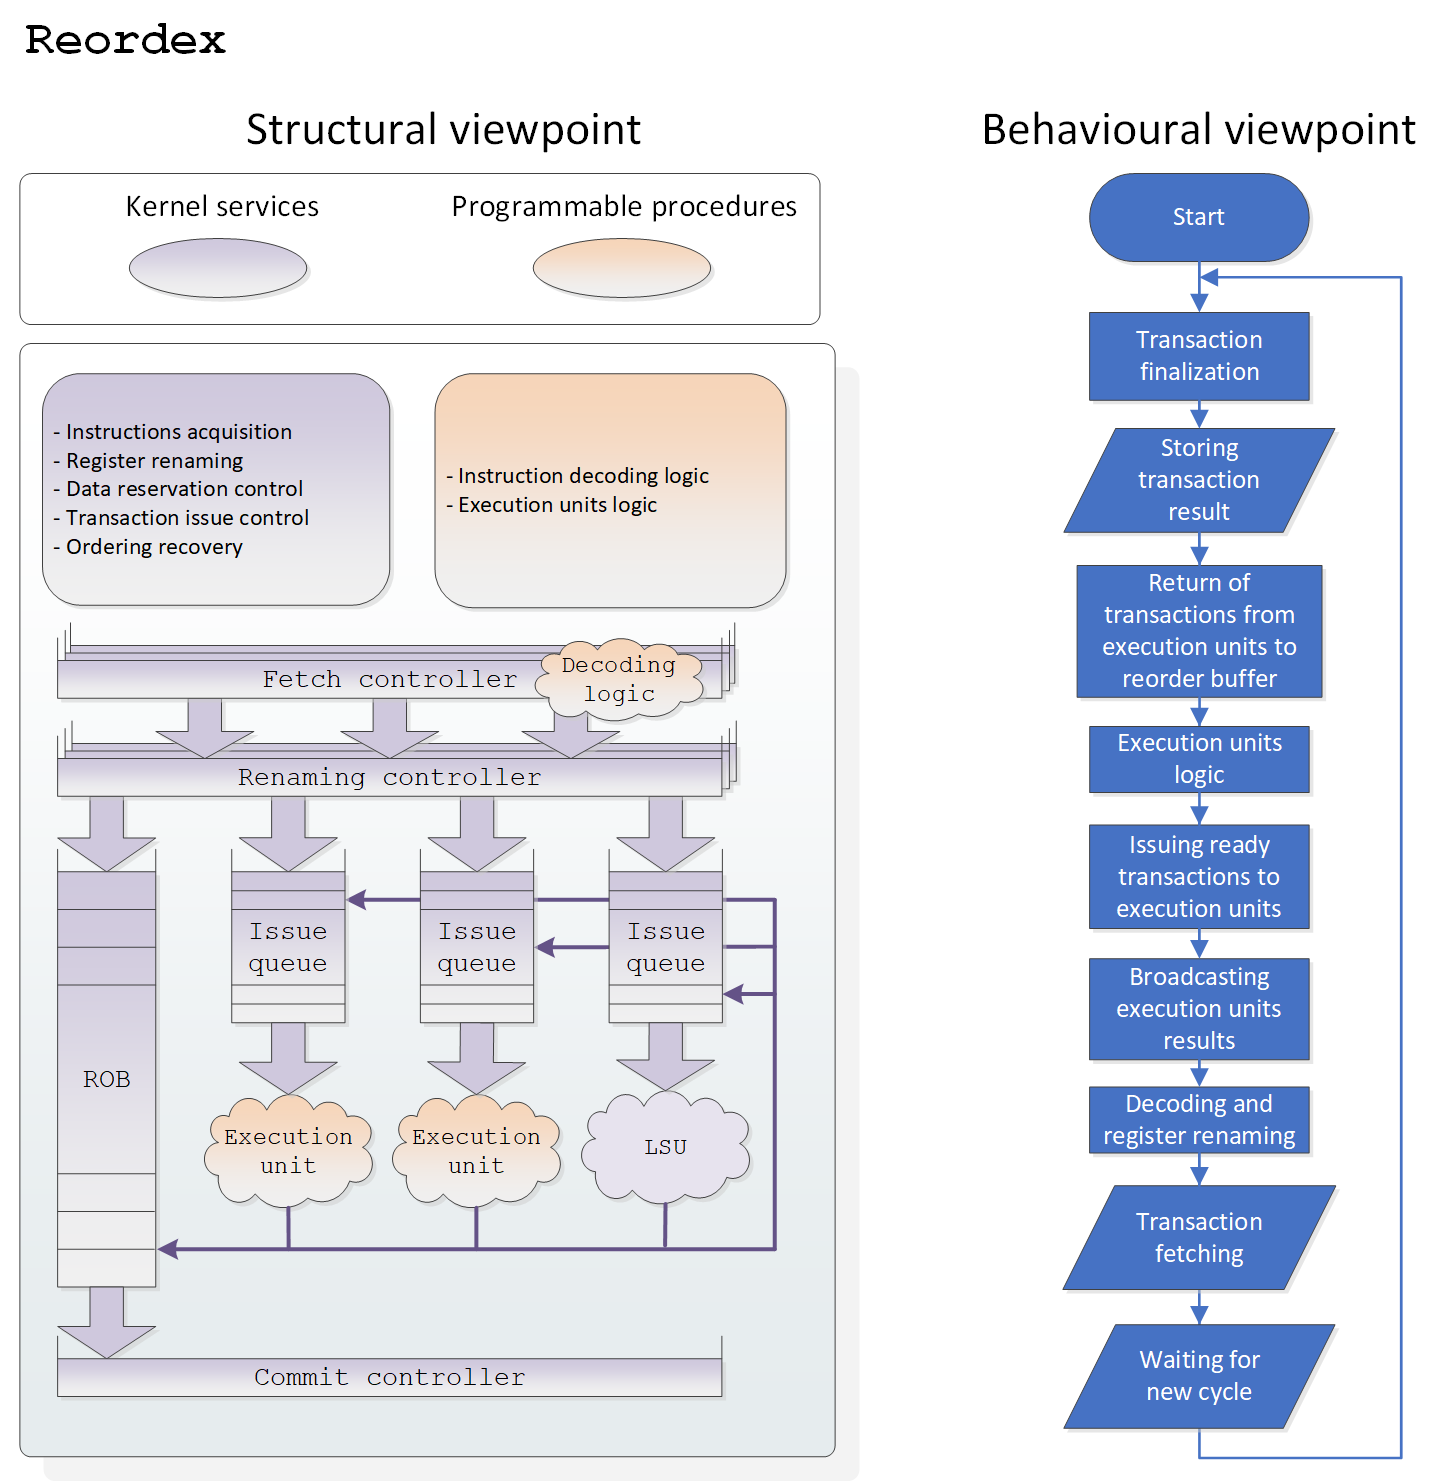 Reordex
Structural viewpoint
Kernel services
Programmable procedures
- Instructions acquisition
- Register renaming
- Data reservation control
- Transaction issue control
- Ordering recovery
- Instruction decoding logic
- Execution units logic
Fetch controller
Decoding
logic
Renaming controller
Issue
queue
Issue
queue
Issue
queue
ROB
Execution
unit
Execution
unit
LSU
Commit controller
Behavioural viewpoint
Start
Transaction
finalization
Storing
transaction
result
Return of
transactions from
execution units to
reorder buffer
Execution units
logic
Issuing ready
transactions to
execution units
Broadcasting
execution units
results
Decoding and
register renaming
Transaction
fetching
Waiting for
new cycle